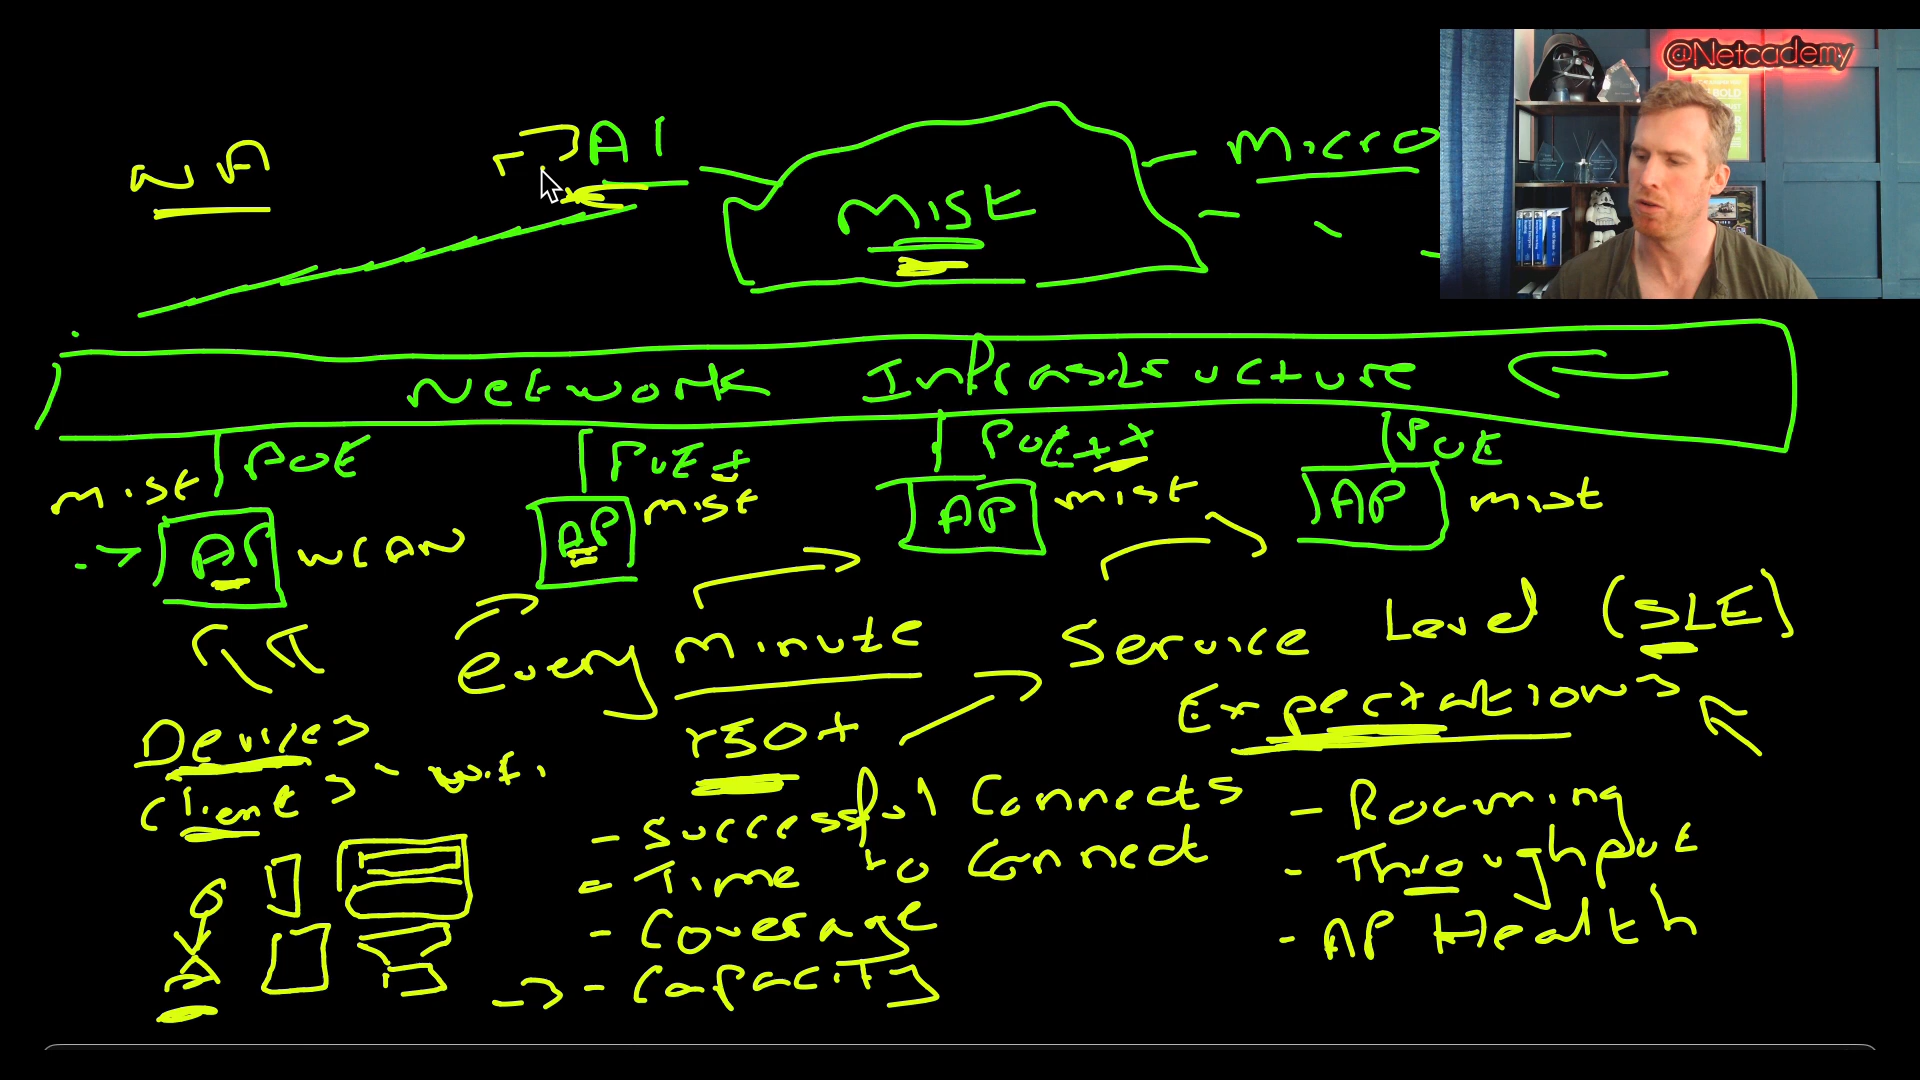 @Netcademy
WA
AI
Mist
Micro
Network Infrastructure
POE
POE+
POE++
POE
Mist
AP
WLAN
AP
Mist
AP
Mist
AP
Mist
every minute
150+
Service Level (SLE)
Expectations
Devices
Clients - Wifi
- Successful Connects
- Time to Connect
- Coverage
- Capacity
- Roaming
- Throughput
- AP Health